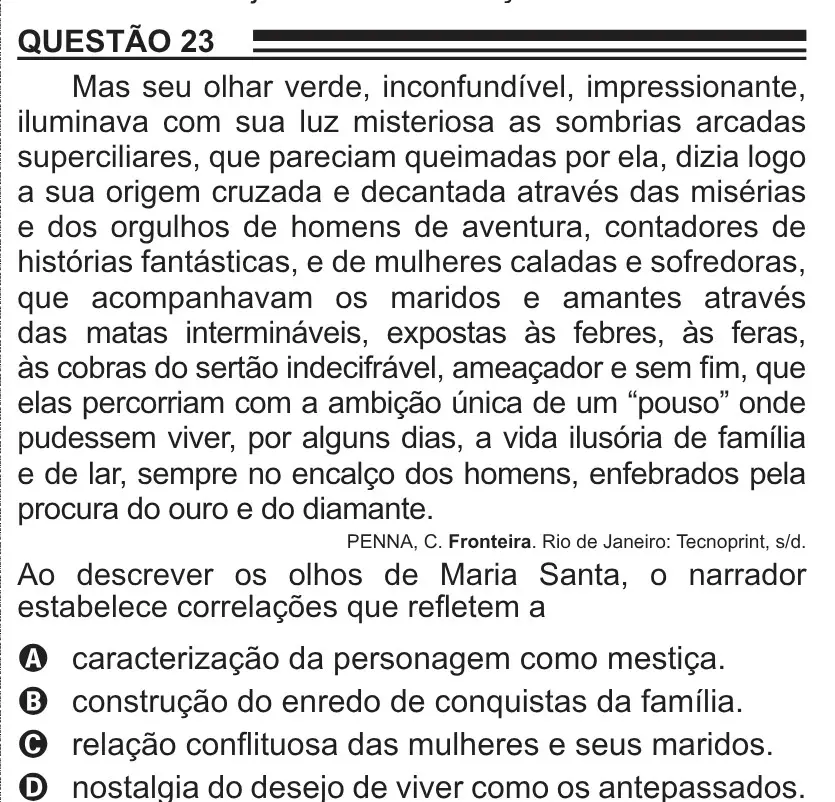 QUESTÃO 23
Mas seu olhar verde, inconfundível, impressionante,
iluminava com sua luz misteriosa as sombrias arcadas
superciliares, que pareciam queimadas por ela, dizia logo
a sua origem cruzada e decantada através das misérias
e dos orgulhos de homens de aventura, contadores de
histórias fantásticas, e de mulheres caladas e sofredoras,
que acompanhavam os maridos e amantes através
das matas intermináveis, expostas às febres, às feras,
às cobras do sertão indecifrável, ameaçador e sem fim, que
elas percorriam com a ambição única de um “pouso” onde
pudessem viver, por alguns dias, a vida ilusória de família
e de lar, sempre no encalço dos homens, enfebrados pela
procura do ouro e do diamante.
PENNA, C. Fronteira. Rio de Janeiro: Tecnoprint, s/d.
Ao descrever os olhos de Maria Santa, o narrador
estabelece correlações que refletem a
A caracterização da personagem como mestiça.
B construção do enredo de conquistas da família.
C relação conflituosa das mulheres e seus maridos.
D nostalgia do desejo de viver como os antepassados.